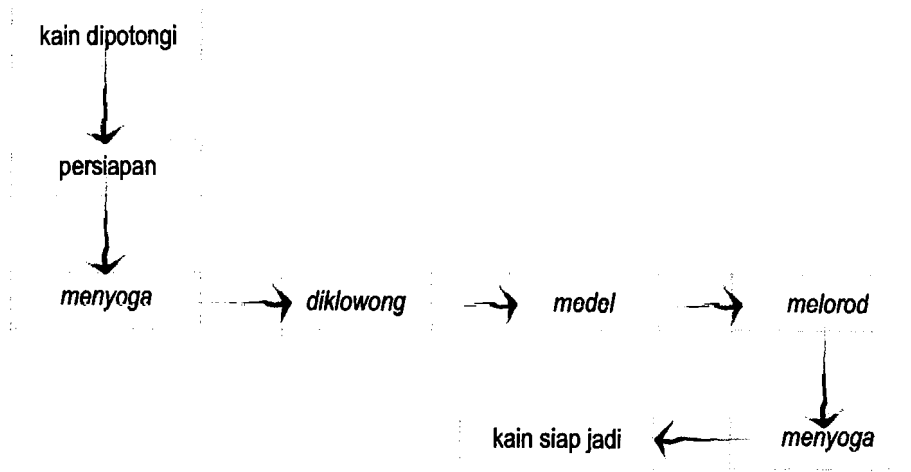 kain dipotongi
persiapan
menyoga
diklowong
medel
melorod
menyoga
kain siap jadi